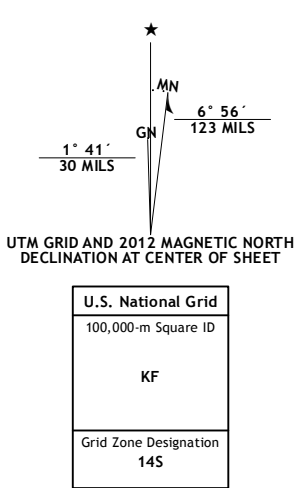 ★
MN
GN
6° 56´
123 MILS
1° 41´
30 MILS
UTM GRID AND 2012 MAGNETIC NORTH
DECLINATION AT CENTER OF SHEET
U.S. National Grid
100,000-m Square ID
KF
Grid Zone Designation
14S